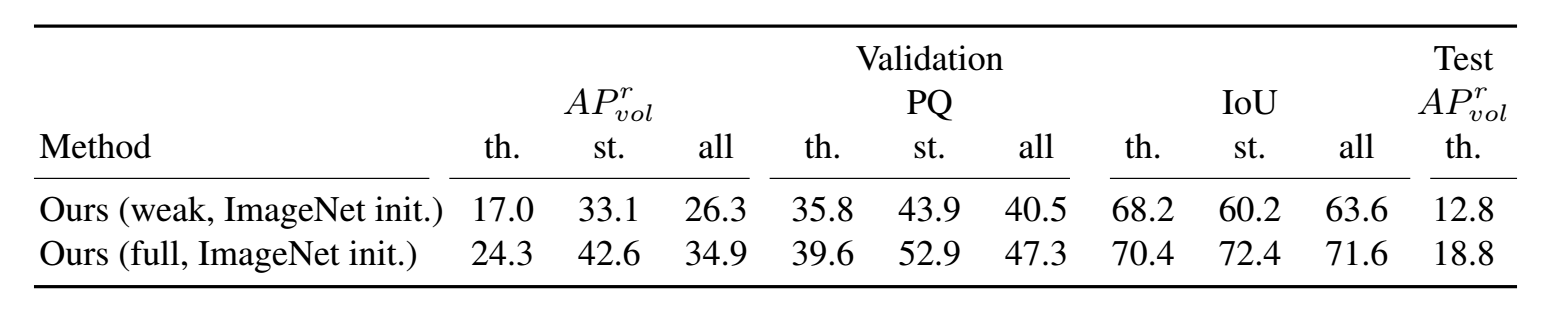 Validation Test
AP^r_vol PQ IoU AP^r_vol
Method th. st. all th. st. all th. st. all th.
Ours (weak, ImageNet init.) 17.0 33.1 26.3 35.8 43.9 40.5 68.2 60.2 63.6 12.8
Ours (full, ImageNet init.) 24.3 42.6 34.9 39.6 52.9 47.3 70.4 72.4 71.6 18.8